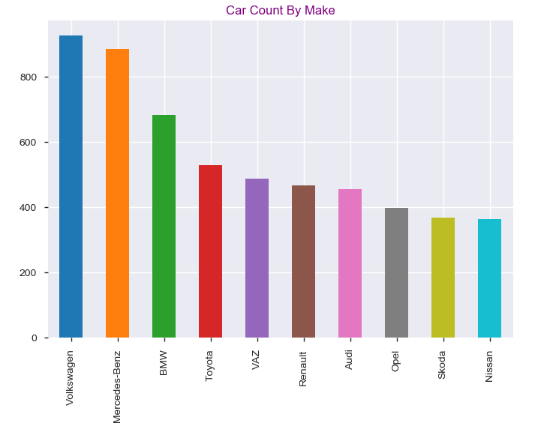 Car Count By Make
800
600
400
200
0
Volkswagen
Mercedes-Benz
BMW
Toyota
VAZ
Renault
Audi
Opel
Skoda
Nissan